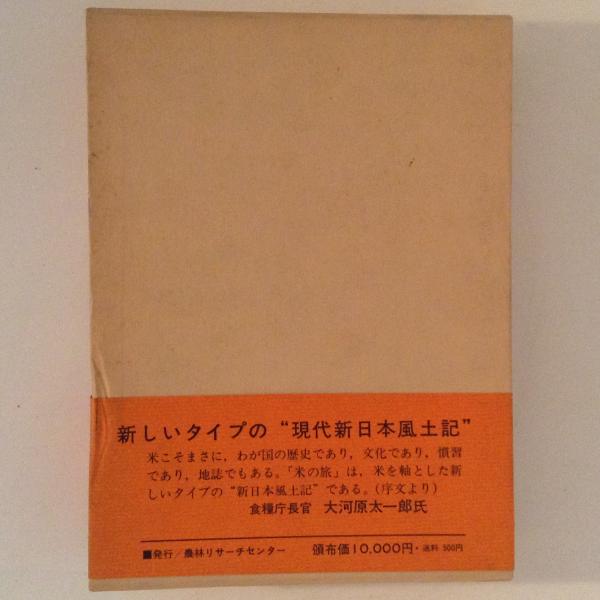 新しいタイプの“現代新日本風土記”
米こそまさに，わが国の歴史であり，文化であり，慣習
であり，地誌でもある。「米の旅」は，米を軸とした新
しいタイプの“新日本風土記”である。(序文より)
食糧庁長官 大河原太一郎氏
■発行／農林リサーチセンター 頒布価10,000円・送料 500円